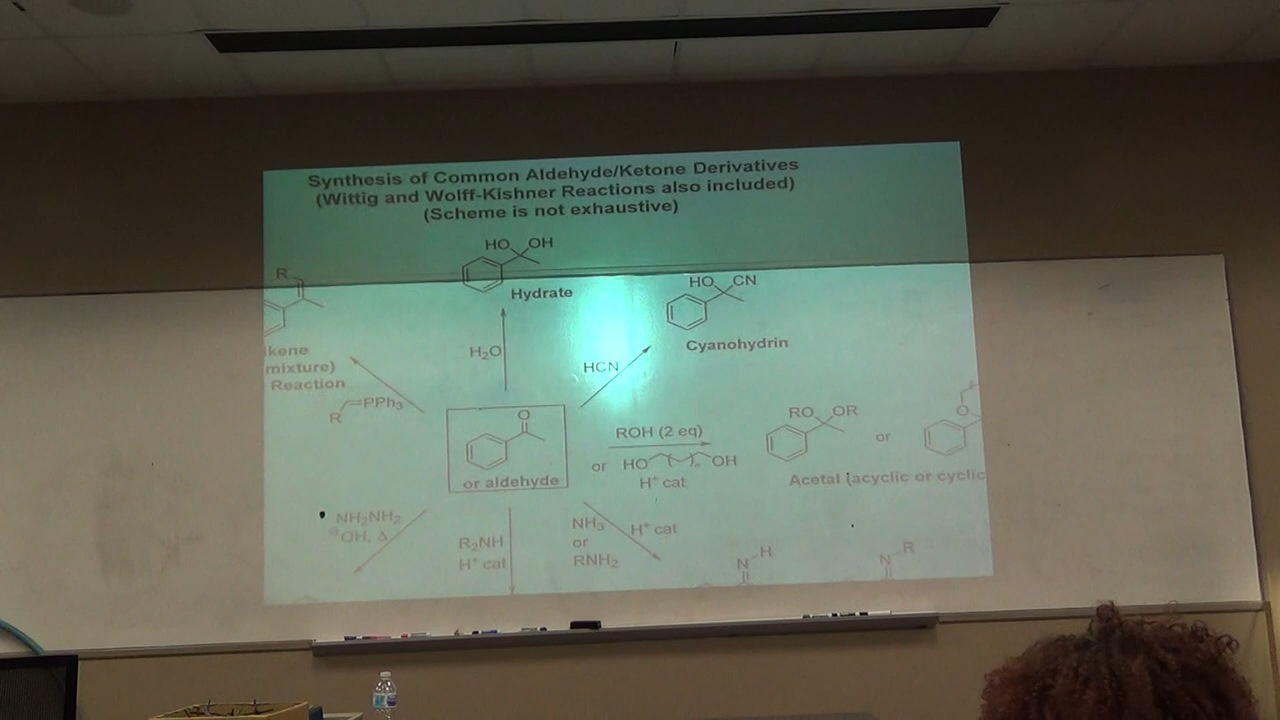 Synthesis of Common Aldehyde/Ketone Derivatives
(Wittig and Wolff-Kishner Reactions also included)
(Scheme is not exhaustive)
HO OH
Hydrate
R
HO CN
Cyanohydrin
kene
mixture)
Reaction
H₂O
HCN
R =PPh₃
O
or aldehyde
ROH (2 eq)
or HO ( )ₙ OH
H⁺ cat
RO OR
or
O
Acetal (acyclic or cyclic
NH₂NH₂
⊖OH, Δ
R₂NH
H⁺ cat
NH₃
or
RNH₂
H⁺ cat
N H
N R